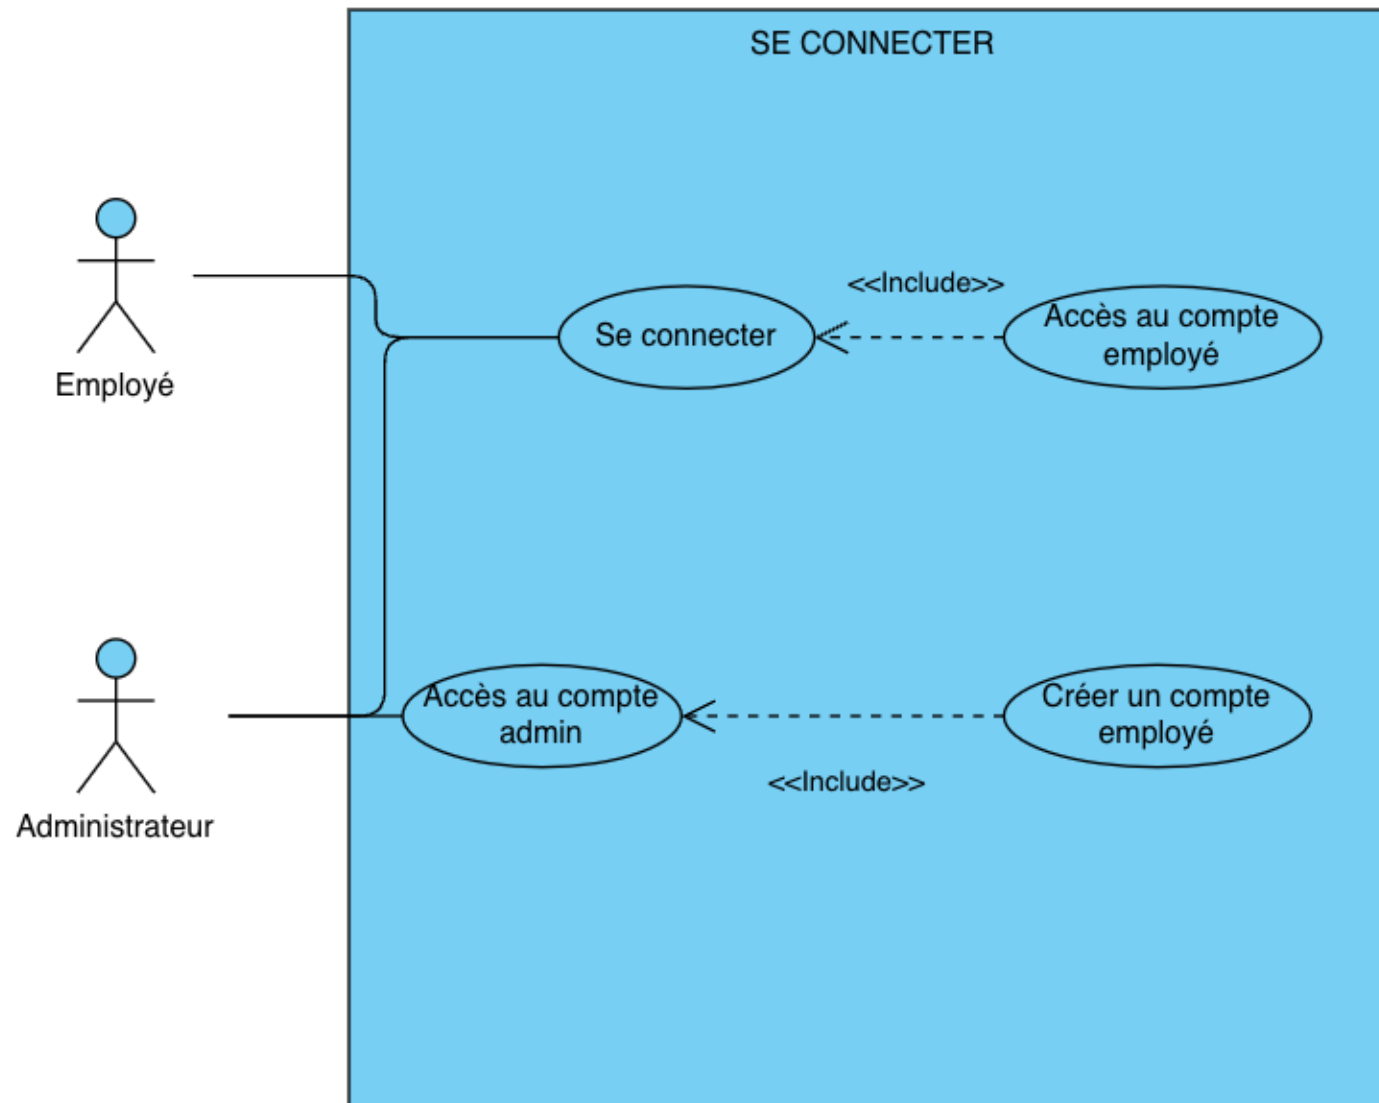 SE CONNECTER
<<Include>>
Se connecter
Accès au compte
employé
Employé
Accès au compte
admin
Créer un compte
employé
<<Include>>
Administrateur